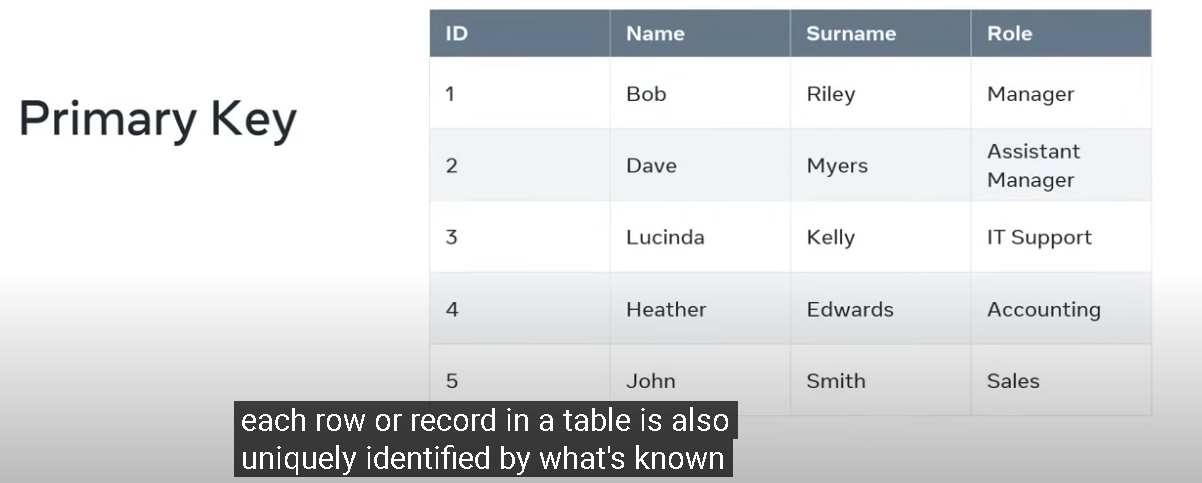 Primary Key
ID Name Surname Role
1 Bob Riley Manager
2 Dave Myers Assistant
Manager
3 Lucinda Kelly IT Support
4 Heather Edwards Accounting
5 John Smith Sales
each row or record in a table is also
uniquely identified by what's known